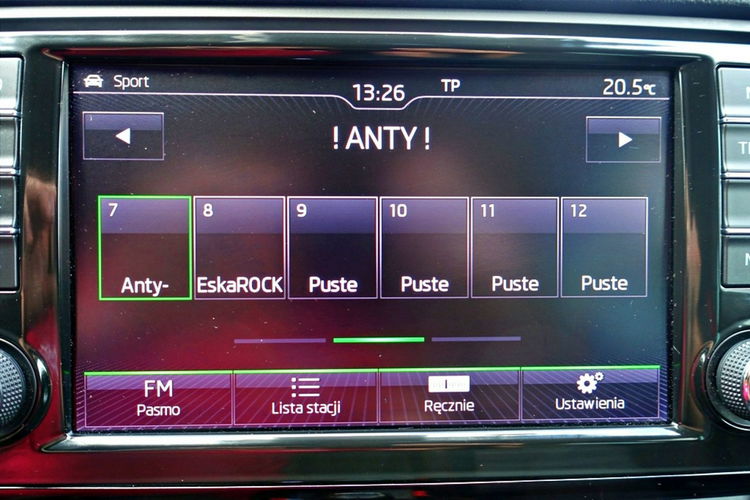 Sport 13:26 TP 20.5°C
! ANTY !
7 8 9 10 11 12
Anty- EskaROCK Puste Puste Puste Puste
FM
Pasmo Lista stacji Ręcznie Ustawienia